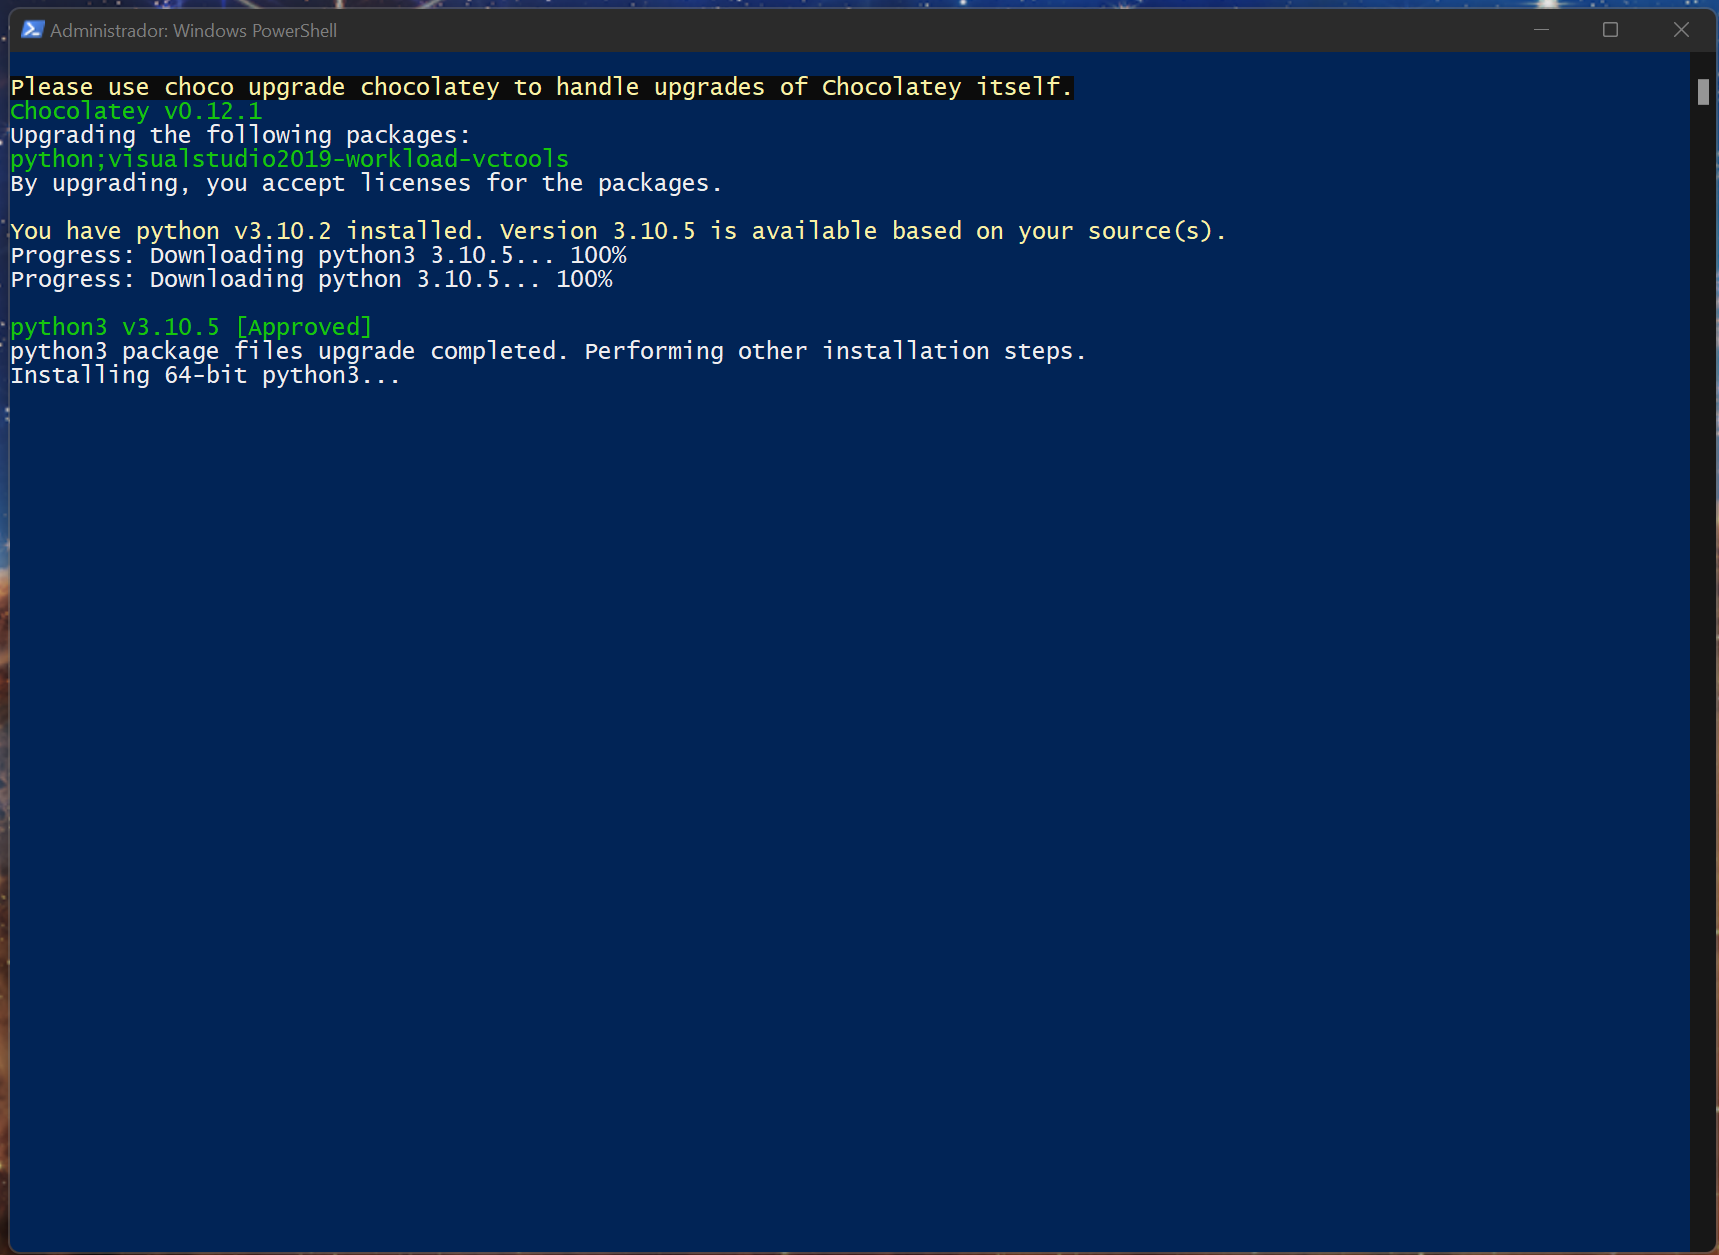 Administrador: Windows PowerShell
Please use choco upgrade chocolatey to handle upgrades of Chocolatey itself.
Chocolatey v0.12.1
Upgrading the following packages:
python;visualstudio2019-workload-vctools
By upgrading, you accept licenses for the packages.
You have python v3.10.2 installed. Version 3.10.5 is available based on your source(s).
Progress: Downloading python3 3.10.5... 100%
Progress: Downloading python 3.10.5... 100%
python3 v3.10.5 [Approved]
python3 package files upgrade completed. Performing other installation steps.
Installing 64-bit python3...